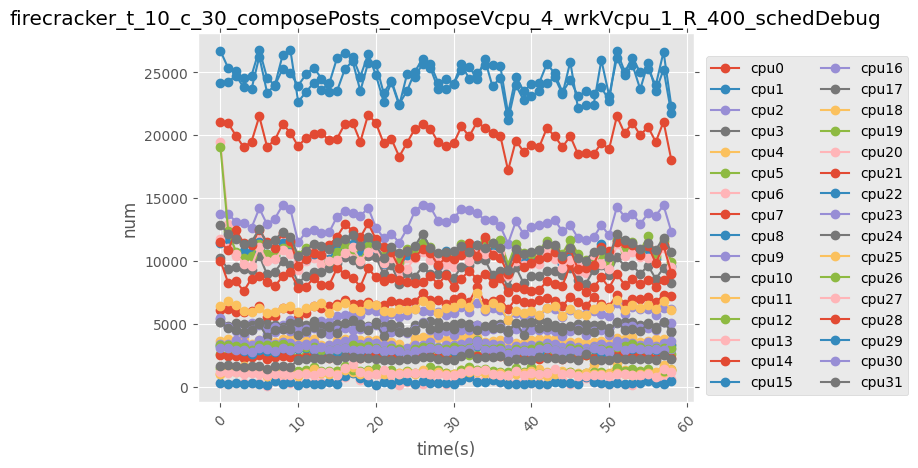 firecracker_t_10_c_30_composePosts_composeVcpu_4_wrkVcpu_1_R_400_schedDebug
num
25000
20000
15000
10000
5000
0
0
10
20
30
40
50
60
time(s)
cpu0
cpu1
cpu2
cpu3
cpu4
cpu5
cpu6
cpu7
cpu8
cpu9
cpu10
cpu11
cpu12
cpu13
cpu14
cpu15
cpu16
cpu17
cpu18
cpu19
cpu20
cpu21
cpu22
cpu23
cpu24
cpu25
cpu26
cpu27
cpu28
cpu29
cpu30
cpu31